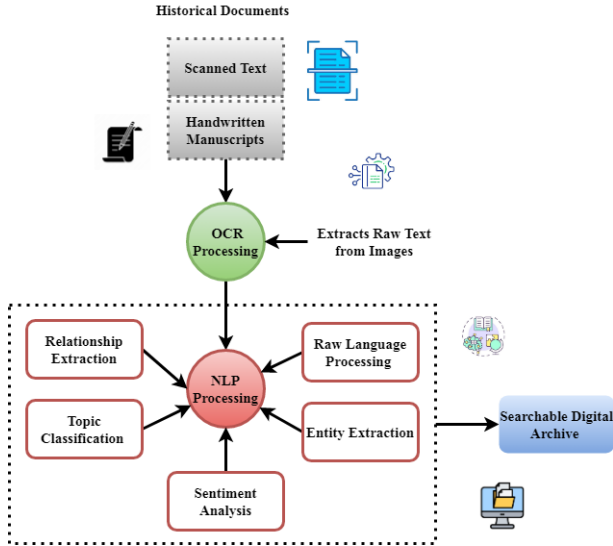 Historical Documents
Scanned Text
Handwritten
Manuscripts
OCR
Processing
Extracts Raw Text
from Images
Relationship
Extraction
Raw Language
Processing
NLP
Processing
Topic
Classification
Entity Extraction
Sentiment
Analysis
Searchable Digital
Archive